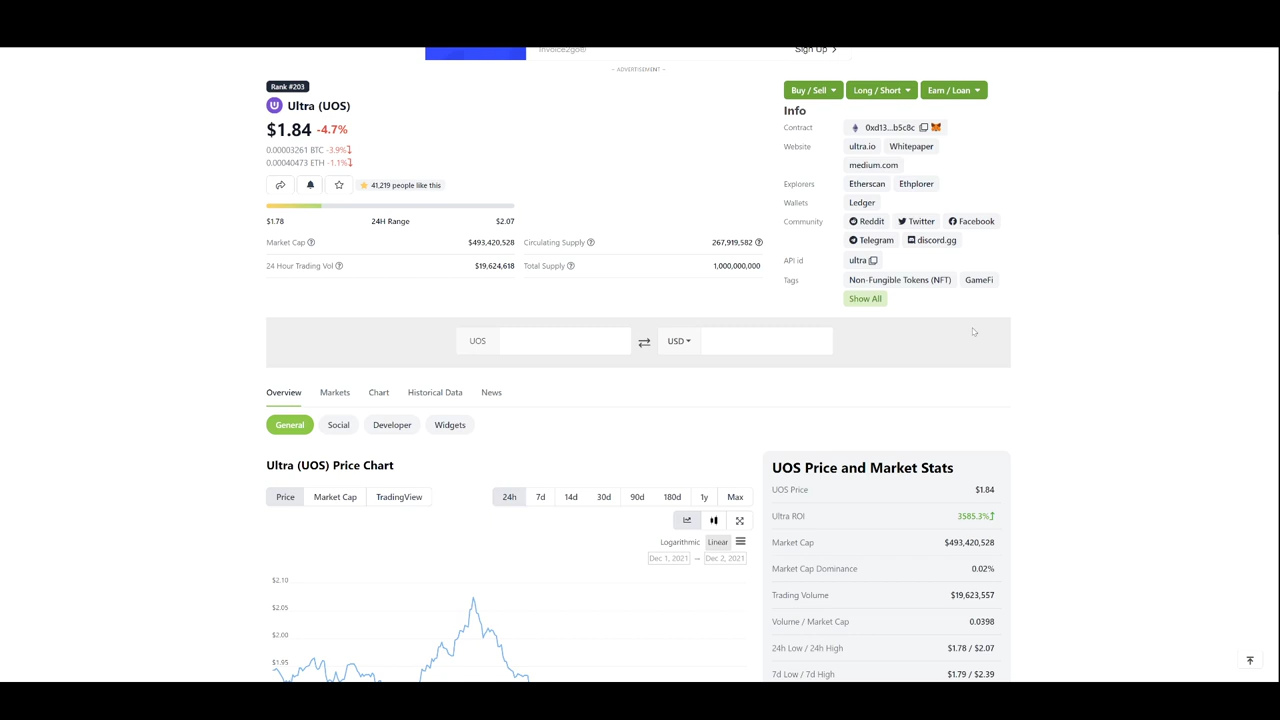 Invoice2go® Sign Up
– ADVERTISEMENT –
Rank #203
Ultra (UOS)
$1.84 -4.7%
0.00003261 BTC -3.9%
0.00040473 ETH -1.1%
41,219 people like this
$1.78 24H Range $2.07
Market Cap $493,420,528
24 Hour Trading Vol $19,624,618
Circulating Supply 267,919,582
Total Supply 1,000,000,000
Buy / Sell Long / Short Earn / Loan
Info
Contract 0xd13...b5c8c
Website ultra.io Whitepaper
medium.com
Explorers Etherscan Ethplorer
Wallets Ledger
Community Reddit Twitter Facebook
Telegram discord.gg
API id ultra
Tags Non-Fungible Tokens (NFT) GameFi
Show All
UOS USD
Overview Markets Chart Historical Data News
General Social Developer Widgets
Ultra (UOS) Price Chart
Price Market Cap TradingView 24h 7d 14d 30d 90d 180d 1y Max
Logarithmic Linear
Dec 1, 2021 → Dec 2, 2021
$2.10
$2.05
$2.00
$1.95
UOS Price and Market Stats
UOS Price $1.84
Ultra ROI 3585.3%
Market Cap $493,420,528
Market Cap Dominance 0.02%
Trading Volume $19,623,557
Volume / Market Cap 0.0398
24h Low / 24h High $1.78 / $2.07
7d Low / 7d High $1.79 / $2.39